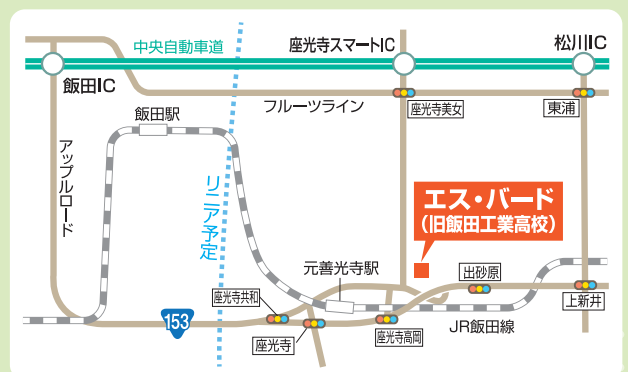 中央自動車道
座光寺スマートIC
松川IC
飯田IC
フルーツライン
座光寺美女
東浦
飯田駅
アップルロード
リニア予定
エス・バード
(旧飯田工業高校)
元善光寺駅
出砂原
座光寺共和
上新井
153
座光寺
座光寺高岡
JR飯田線